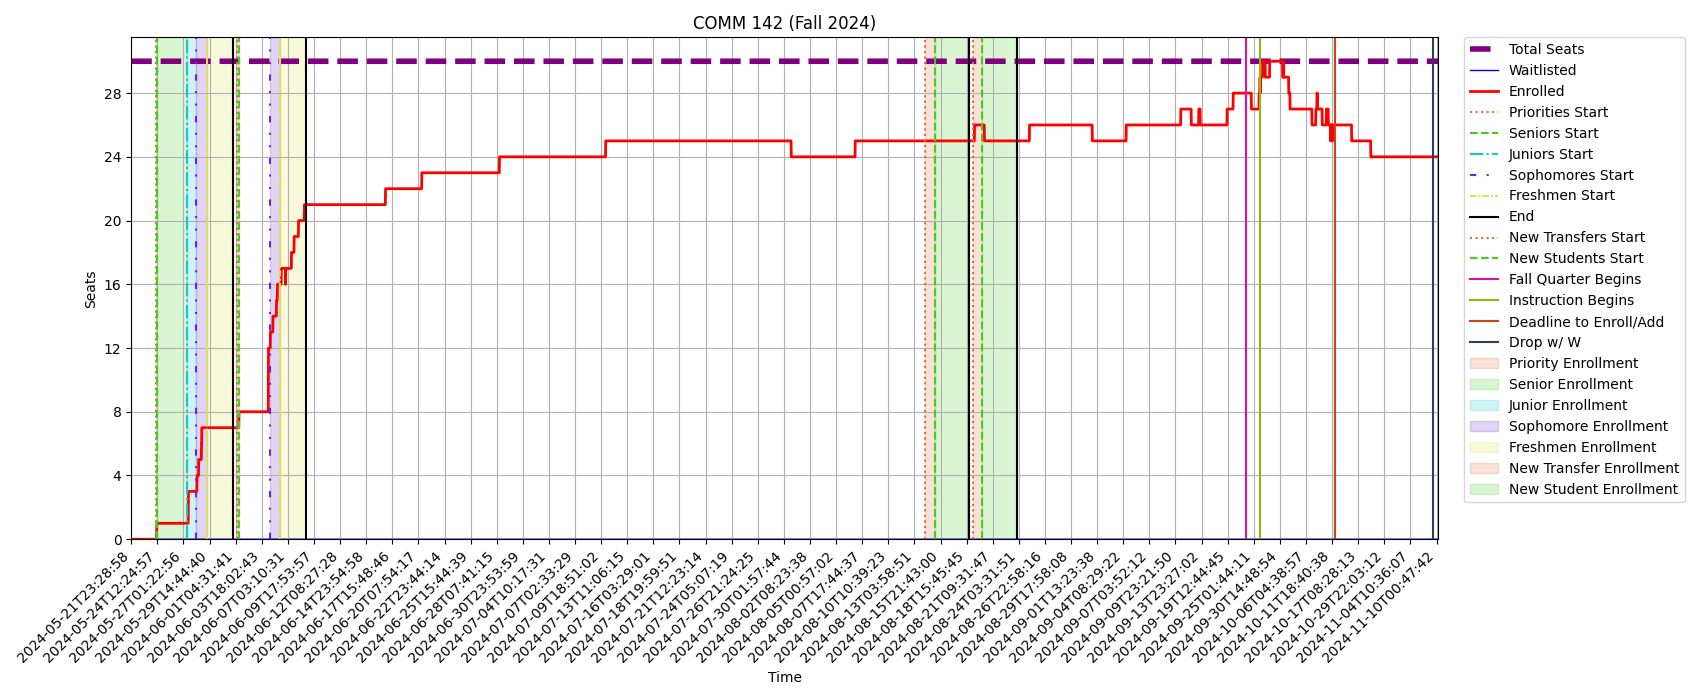 COMM 142 (Fall 2024)
Seats
28
24
20
16
12
8
4
0
2024-05-21T23:28:58
2024-05-24T12:24:57
2024-05-27T01:22:56
2024-05-29T14:44:40
2024-06-01T04:31:41
2024-06-03T18:02:43
2024-06-07T03:10:31
2024-06-09T17:53:57
2024-06-12T08:27:28
2024-06-14T23:54:58
2024-06-17T15:48:46
2024-06-20T07:54:17
2024-06-22T23:44:14
2024-06-25T15:44:39
2024-06-28T07:41:15
2024-06-30T23:53:59
2024-07-04T10:17:31
2024-07-07T02:33:29
2024-07-09T18:51:02
2024-07-13T11:06:15
2024-07-16T03:29:01
2024-07-18T19:59:51
2024-07-21T12:23:14
2024-07-24T05:07:19
2024-07-26T21:24:25
2024-07-30T01:57:44
2024-08-02T08:23:38
2024-08-05T00:57:02
2024-08-07T17:44:37
2024-08-10T10:39:23
2024-08-13T03:58:51
2024-08-15T21:43:00
2024-08-18T15:45:45
2024-08-21T09:31:47
2024-08-24T03:31:51
2024-08-26T22:58:16
2024-08-29T17:58:08
2024-09-01T13:23:38
2024-09-04T08:29:22
2024-09-07T03:52:12
2024-09-09T23:21:50
2024-09-13T23:27:02
2024-09-19T12:44:45
2024-09-25T01:44:11
2024-09-30T14:48:54
2024-10-06T04:38:57
2024-10-11T18:40:38
2024-10-17T08:28:13
2024-10-29T22:03:12
2024-11-04T10:36:07
2024-11-10T00:47:42
Time
Total Seats
Waitlisted
Enrolled
Priorities Start
Seniors Start
Juniors Start
Sophomores Start
Freshmen Start
End
New Transfers Start
New Students Start
Fall Quarter Begins
Instruction Begins
Deadline to Enroll/Add
Drop w/ W
Priority Enrollment
Senior Enrollment
Junior Enrollment
Sophomore Enrollment
Freshmen Enrollment
New Transfer Enrollment
New Student Enrollment